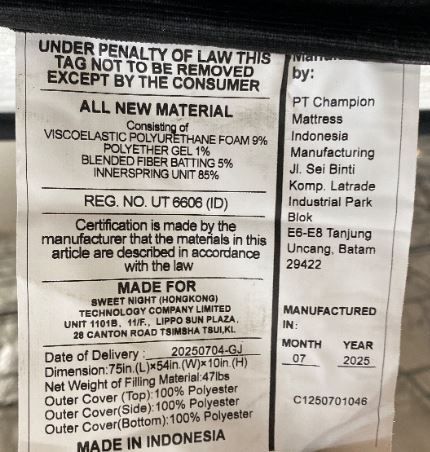 UNDER PENALTY OF LAW THIS
TAG NOT TO BE REMOVED
EXCEPT BY THE CONSUMER
ALL NEW MATERIAL
Consisting of
VISCOELASTIC POLYURETHANE FOAM 9%
POLYETHER GEL 1%
BLENDED FIBER BATTING 5%
INNERSPRING UNIT 85%
REG. NO. UT 6606 (ID)
Certification is made by the
manufacturer that the materials in this
article are described in accordance
with the law
MADE FOR
SWEET NIGHT (HONGKONG)
TECHNOLOGY COMPANY LIMITED
UNIT 1101B, 11/F., LIPPO SUN PLAZA,
28 CANTON ROAD TSIMSHA TSUI,KL.
Date of Delivery : 20250704-GJ
Dimension:75in.(L)×54in.(W)×10in.(H)
Net Weight of Filling Material:47lbs
Outer Cover (Top):100% Polyester
Outer Cover(Side):100% Polyester
Outer Cover(Bottom):100% Polyester
MADE IN INDONESIA
by:
PT Champion
Mattress
Indonesia
Manufacturing
Jl. Sei Binti
Komp. Latrade
Industrial Park
Blok
E6-E8 Tanjung
Uncang, Batam
29422
MANUFACTURED
IN:
MONTH YEAR
07 2025
C1250701046